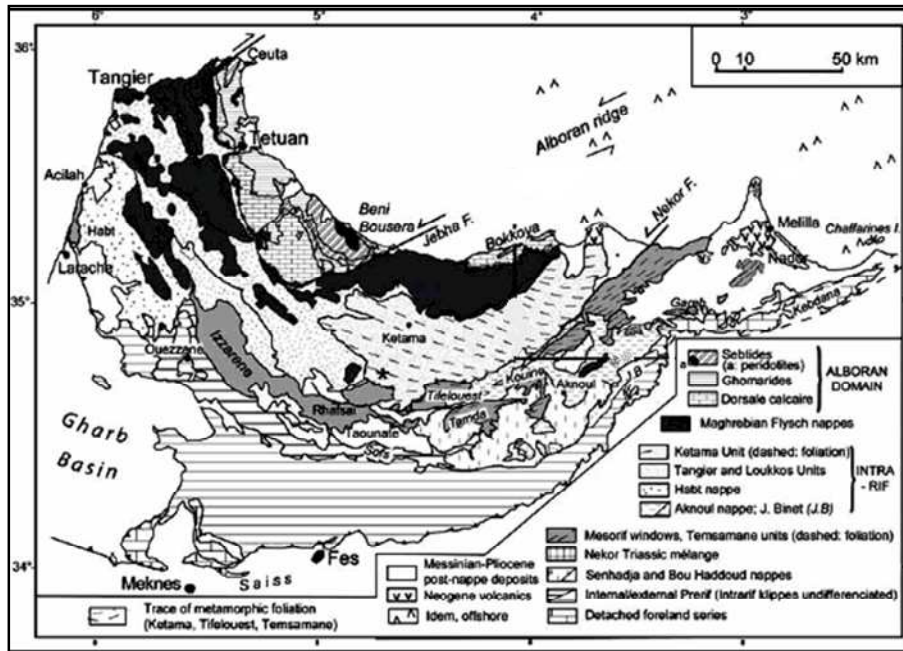 6°
5°
4°
3°
36°
Ceuta
Tangier
0 10 50 km
Tetuan
Alboran ridge
Acilah
Beni
Bousera
Nekor F.
Jebha F.
Habt
Bokkoya
Melilla
Chaffarines I.
Larache
Nador
35°
Gareb
Kebdana
Ketama
Ouezzene
Izzarene
Kouine
J.B
Aknoul
Tifelouest
Rhafsai
Temda
Taounate
Sofs
Gharb
Basin
Seblides
(a: peridotites)
a
Ghomarides
Dorsale calcaire
ALBORAN
DOMAIN
Maghrebian Flysch nappes
Ketama Unit (dashed: foliation)
Tangier and Loukkos Units
Habt nappe
Aknoul nappe; J. Binet (J.B)
INTRA
- RIF
34°
Fes
Meknes
Saiss
Mesorif windows, Temsamane units (dashed: foliation)
Nekor Triassic mélange
Senhadja and Bou Haddoud nappes
Internal/external Prerif (Intrarif klippes undifferenciated)
Detached foreland series
Messinian-Pliocene
post-nappe deposits
Neogene volcanics
Idem, offshore
Trace of metamorphic foliation
(Ketama, Tifelouest, Temsamane)